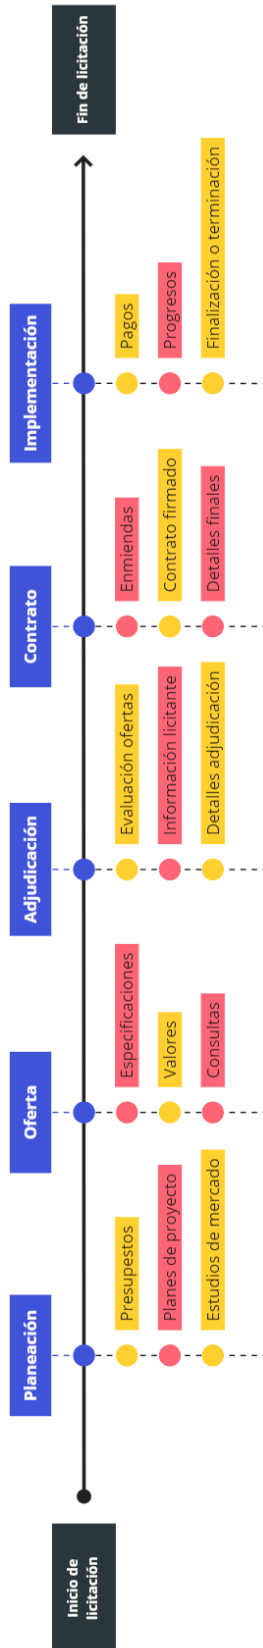 Inicio de
licitación
Planeación
Presupuestos
Planes de proyecto
Estudios de mercado
Oferta
Especificaciones
Valores
Consultas
Adjudicación
Evaluación ofertas
Información licitante
Detalles adjudicación
Contrato
Enmiendas
Contrato firmado
Detalles finales
Implementación
Pagos
Progresos
Finalización o terminación
Fin de licitación